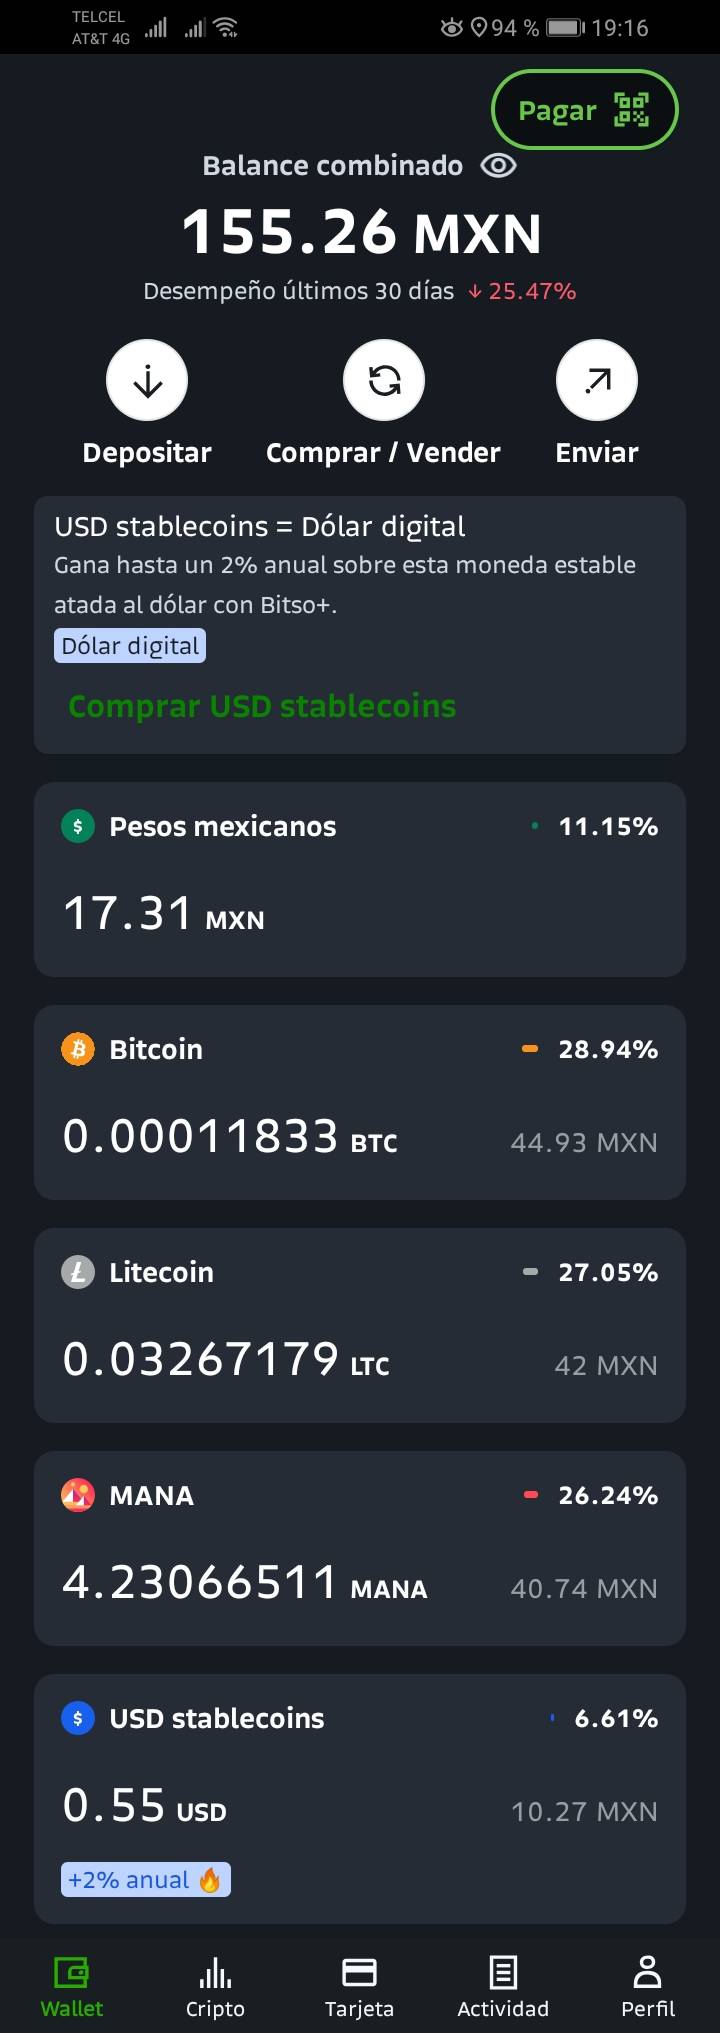 TELCEL
AT&T 4G
94 % 19:16
Pagar
Balance combinado
155.26 MXN
Desempeño últimos 30 días ↓ 25.47%
Depositar Comprar / Vender Enviar
USD stablecoins = Dólar digital
Gana hasta un 2% anual sobre esta moneda estable
atada al dólar con Bitso+.
Dólar digital
Comprar USD stablecoins
Pesos mexicanos 11.15%
17.31 MXN
Bitcoin 28.94%
0.00011833 BTC 44.93 MXN
Litecoin 27.05%
0.03267179 LTC 42 MXN
MANA 26.24%
4.23066511 MANA 40.74 MXN
USD stablecoins 6.61%
0.55 USD 10.27 MXN
+2% anual 🔥
Wallet Cripto Tarjeta Actividad Perfil